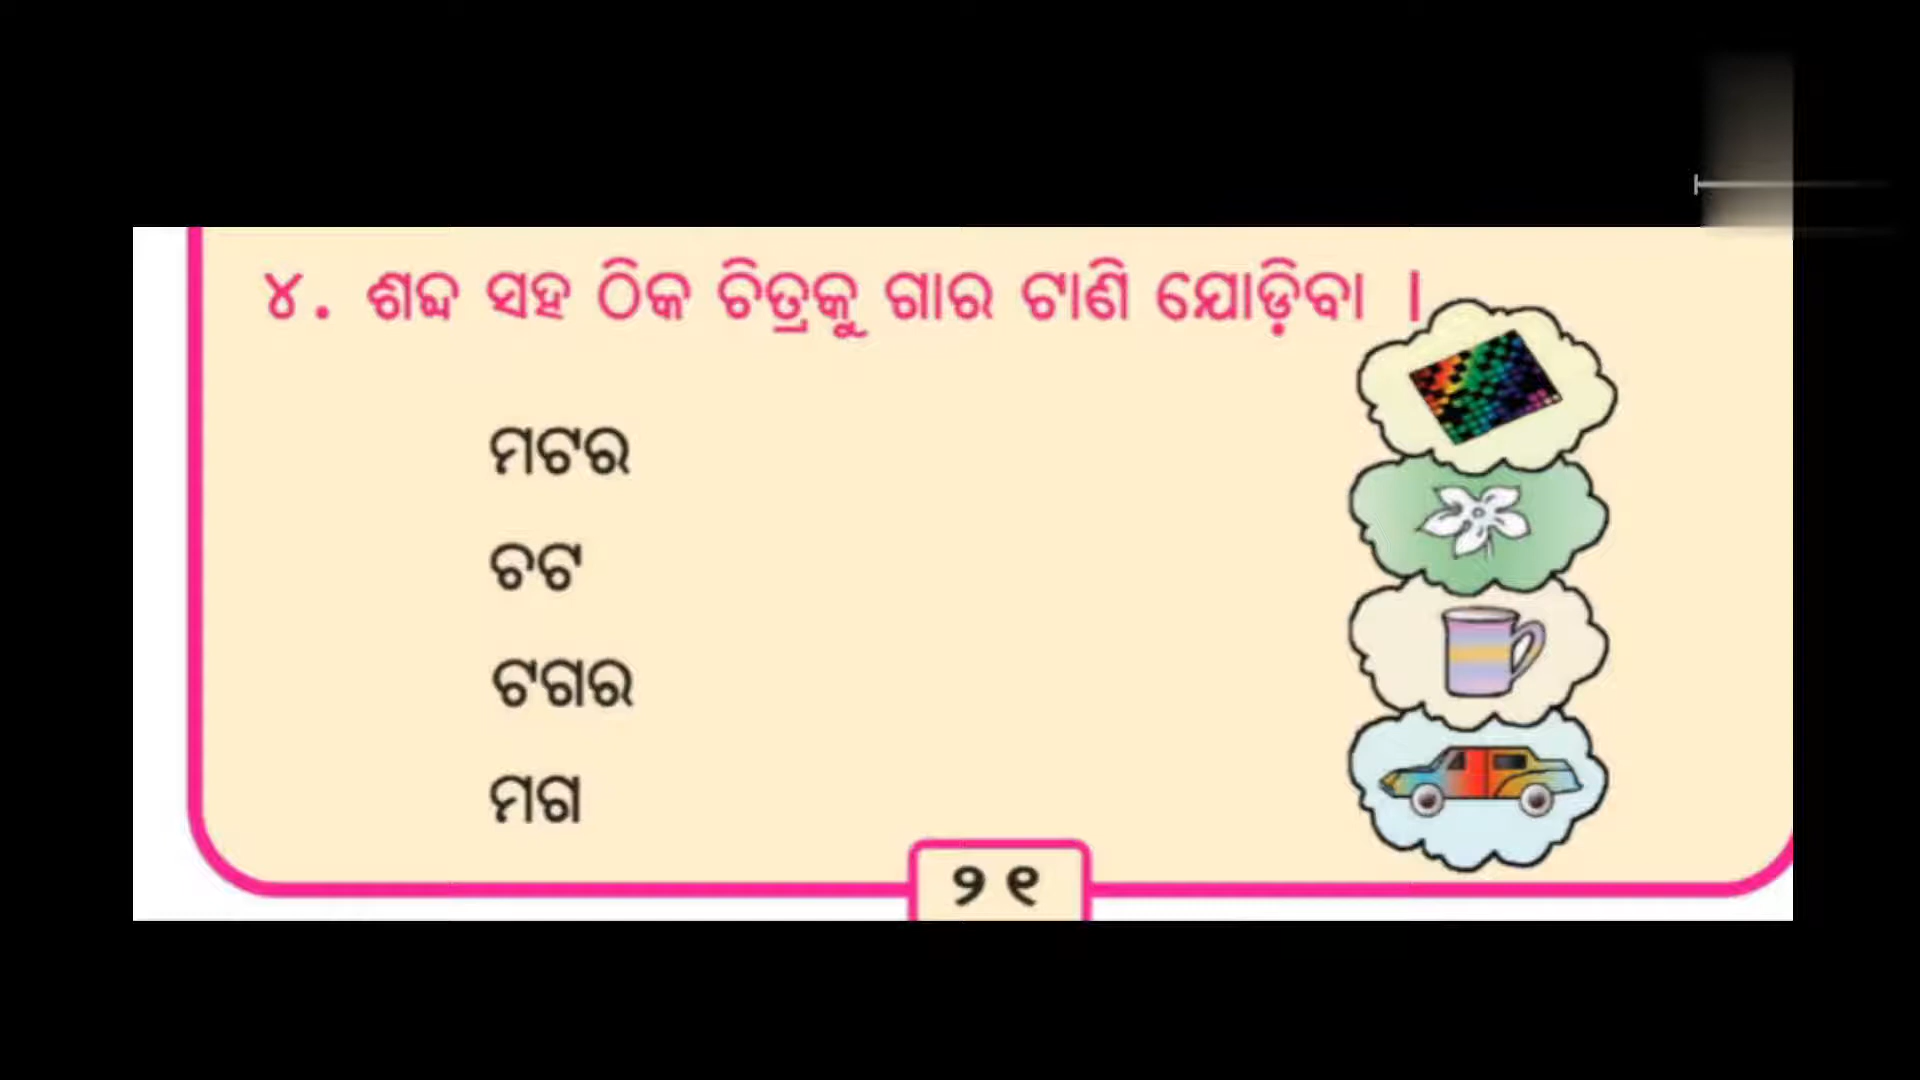 ୪. ଶବ୍ଦ ସହ ଠିକ ଚିତ୍ରକୁ ଗାର ଟାଣି ଯୋଡ଼ିବା ।
ମଟର
ଚଟ
ଟଗର
ମଗ
୨୧